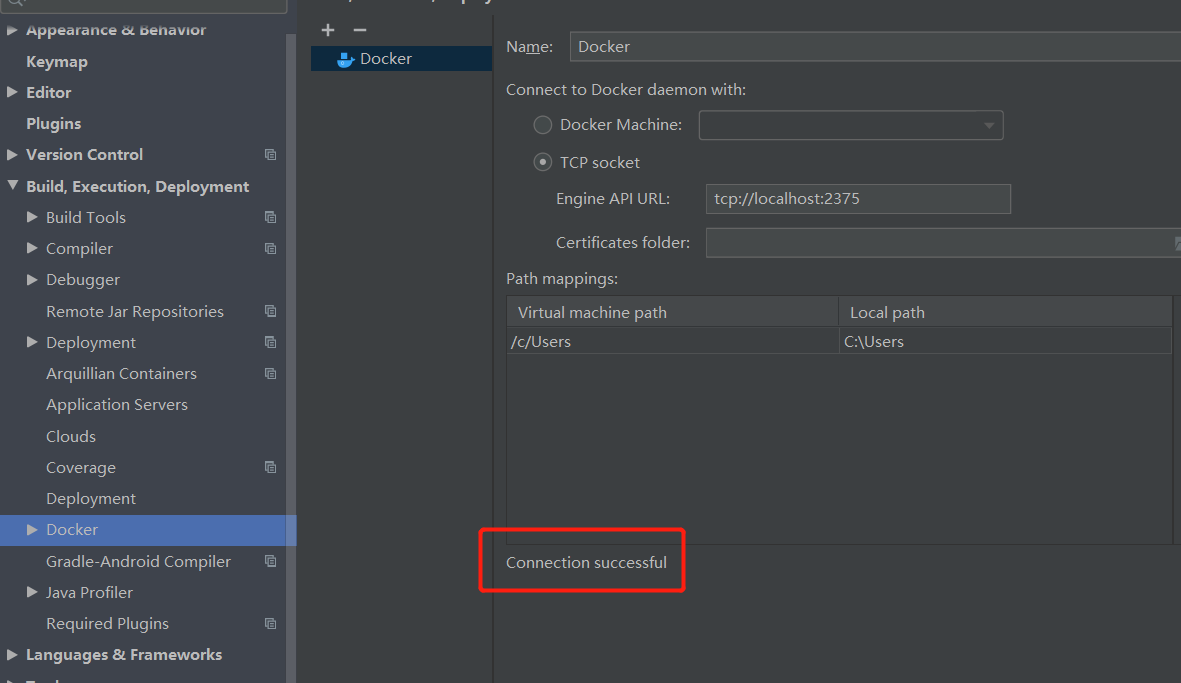 Appearance & Behavior
Keymap
Editor
Plugins
Version Control
Build, Execution, Deployment
Build Tools
Compiler
Debugger
Remote Jar Repositories
Deployment
Arquillian Containers
Application Servers
Clouds
Coverage
Deployment
Docker
Gradle-Android Compiler
Java Profiler
Required Plugins
Languages & Frameworks
Docker
Name: Docker
Connect to Docker daemon with:
Docker Machine:
TCP socket
Engine API URL: tcp://localhost:2375
Certificates folder:
Path mappings:
Virtual machine path Local path
/c/Users C:\Users
Connection successful